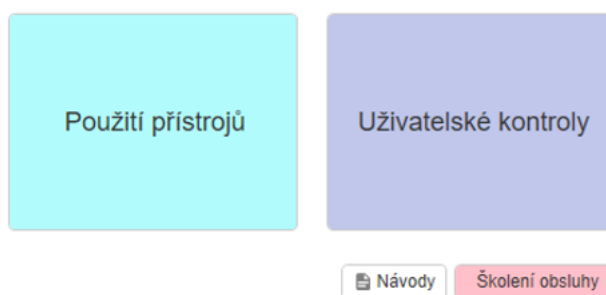 Použití přístrojů
Uživatelské kontroly
Návody
Školení obsluhy